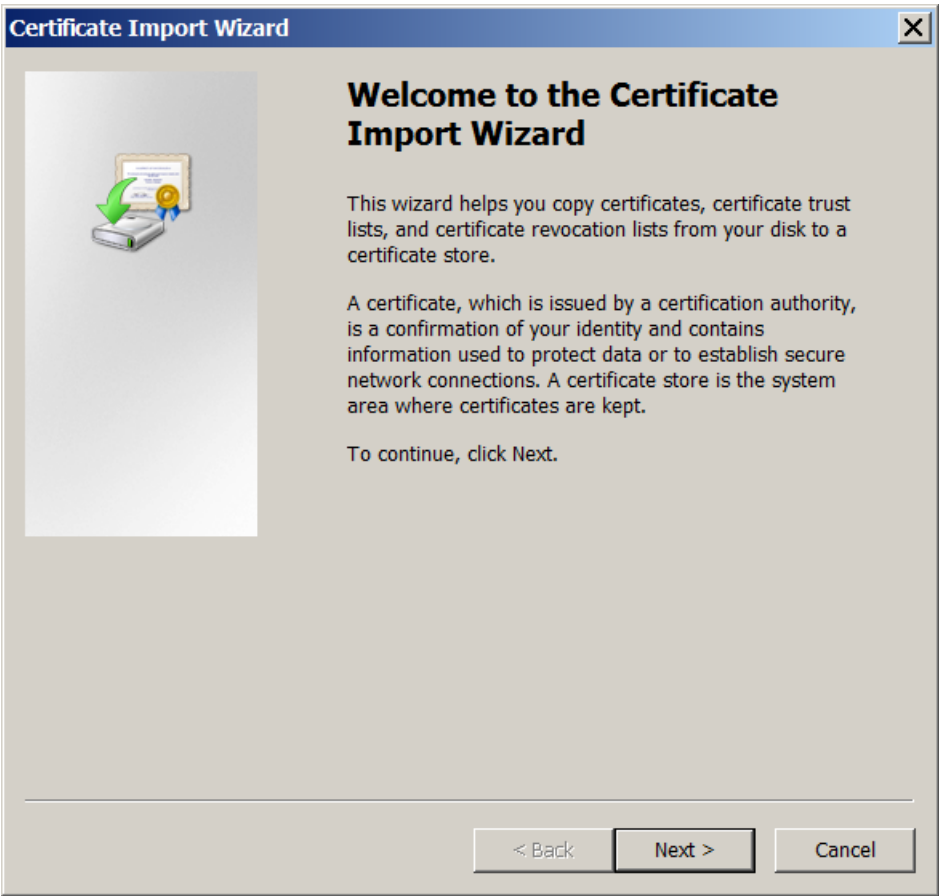 Certificate Import Wizard
Welcome to the Certificate
Import Wizard
This wizard helps you copy certificates, certificate trust
lists, and certificate revocation lists from your disk to a
certificate store.
A certificate, which is issued by a certification authority,
is a confirmation of your identity and contains
information used to protect data or to establish secure
network connections. A certificate store is the system
area where certificates are kept.
To continue, click Next.
< Back
Next >
Cancel